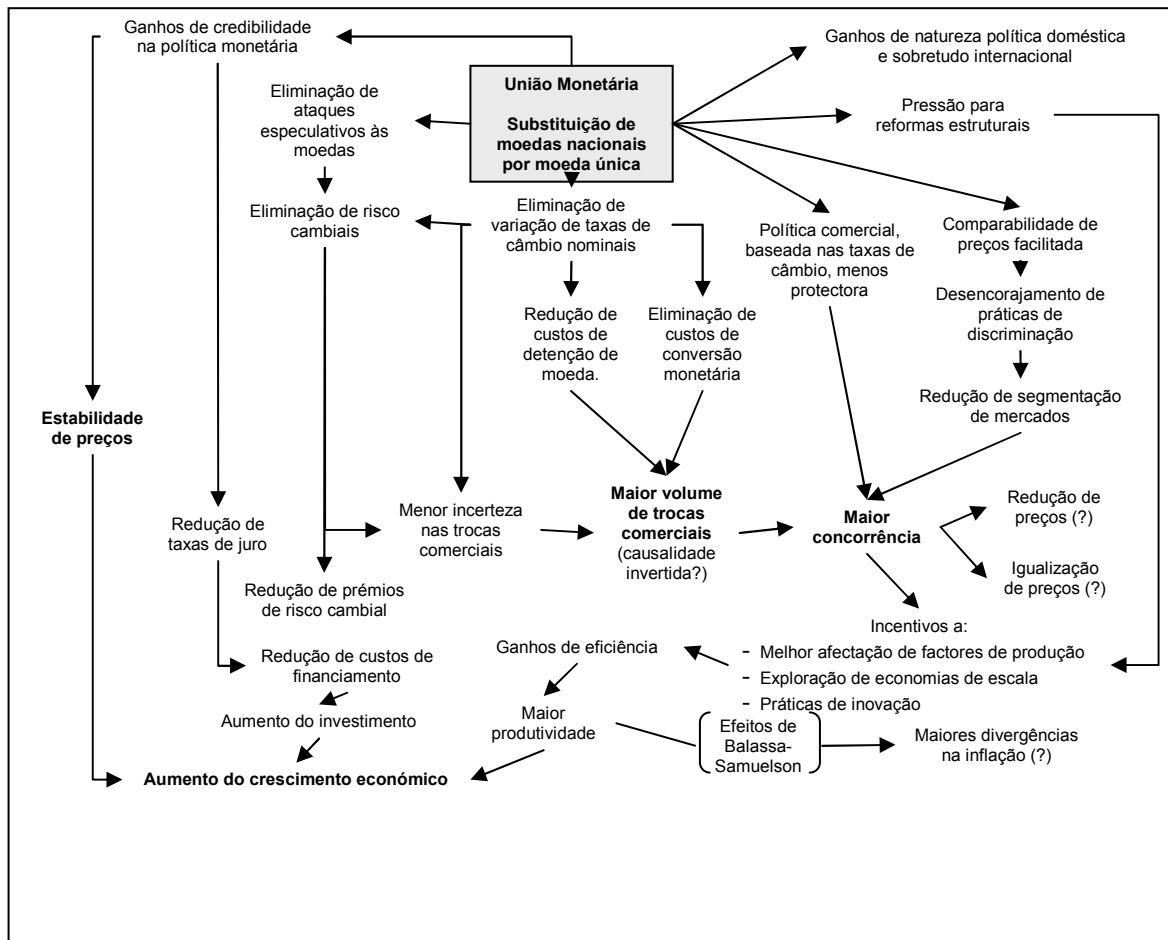 Ganhos de credibilidade
na política monetária
Ganhos de natureza política doméstica
e sobretudo internacional
União Monetária
Substituição de
moedas nacionais
por moeda única
Eliminação de
ataques
especulativos às
moedas
Pressão para
reformas estruturais
Eliminação de risco
cambiais
Eliminação de
variação de taxas de
câmbio nominais
Política comercial,
baseada nas taxas de
câmbio, menos
protectora
Comparabilidade de
preços facilitada
Desencorajamento de
práticas de
discriminação
Redução de
custos de
detenção de
moeda.
Eliminação de
custos de
conversão
monetária
Redução de segmentação
de mercados
Estabilidade
de preços
Redução de
taxas de juro
Menor incerteza
nas trocas
comerciais
Maior volume
de trocas
comerciais
(causalidade
invertida?)
Maior
concorrência
Redução de
preços (?)
Igualização
de preços (?)
Redução de prémios
de risco cambial
Incentivos a:
- Melhor afectação de factores de produção
- Exploração de economias de escala
- Práticas de inovação
Ganhos de eficiência
Redução de custos de
financiamento
Aumento do investimento
Maior
produtividade
Efeitos de
Balassa-
Samuelson
Maiores divergências
na inflação (?)
Aumento do crescimento económico